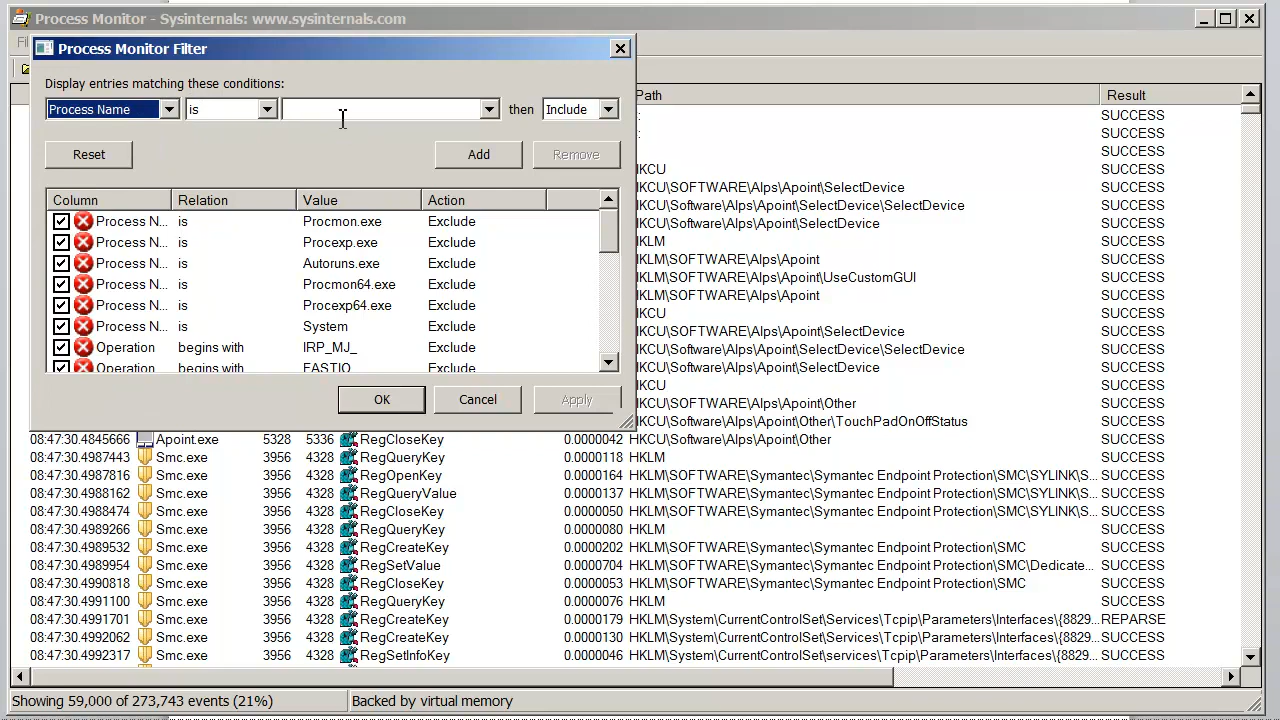 Process Monitor - Sysinternals: www.sysinternals.com
Process Monitor Filter
Display entries matching these conditions:
Process Name is then Include
Reset Add Remove
Column Relation Value Action
Process N... is Procmon.exe Exclude
Process N... is Procexp.exe Exclude
Process N... is Autoruns.exe Exclude
Process N... is Procmon64.exe Exclude
Process N... is Procexp64.exe Exclude
Process N... is System Exclude
Operation begins with IRP_MJ_ Exclude
Operation begins with FASTIO Exclude
OK Cancel Apply
Path Result
SUCCESS
SUCCESS
SUCCESS
HKCU SUCCESS
HKCU\SOFTWARE\Alps\Apoint\SelectDevice SUCCESS
HKCU\Software\Alps\Apoint\SelectDevice\SelectDevice SUCCESS
HKCU\Software\Alps\Apoint\SelectDevice SUCCESS
HKLM SUCCESS
HKLM\SOFTWARE\Alps\Apoint SUCCESS
HKLM\SOFTWARE\Alps\Apoint\UseCustomGUI SUCCESS
HKLM\SOFTWARE\Alps\Apoint SUCCESS
HKCU SUCCESS
HKCU\SOFTWARE\Alps\Apoint\SelectDevice SUCCESS
HKCU\Software\Alps\Apoint\SelectDevice\SelectDevice SUCCESS
HKCU\Software\Alps\Apoint\SelectDevice SUCCESS
HKCU SUCCESS
HKCU\SOFTWARE\Alps\Apoint\Other SUCCESS
HKCU\Software\Alps\Apoint\Other\TouchPadOnOffStatus SUCCESS
08:47:30.4845666 Apoint.exe 5328 5336 RegCloseKey 0.0000042 HKCU\Software\Alps\Apoint\Other SUCCESS
08:47:30.4987443 Smc.exe 3956 4328 RegQueryKey 0.0000118 HKLM SUCCESS
08:47:30.4987816 Smc.exe 3956 4328 RegOpenKey 0.0000164 HKLM\SOFTWARE\Symantec\Symantec Endpoint Protection\SMC\SYLINK\S... SUCCESS
08:47:30.4988162 Smc.exe 3956 4328 RegQueryValue 0.0000137 HKLM\SOFTWARE\Symantec\Symantec Endpoint Protection\SMC\SYLINK\S... SUCCESS
08:47:30.4988474 Smc.exe 3956 4328 RegCloseKey 0.0000050 HKLM\SOFTWARE\Symantec\Symantec Endpoint Protection\SMC\SYLINK\S... SUCCESS
08:47:30.4989266 Smc.exe 3956 4328 RegQueryKey 0.0000080 HKLM SUCCESS
08:47:30.4989532 Smc.exe 3956 4328 RegCreateKey 0.0000202 HKLM\SOFTWARE\Symantec\Symantec Endpoint Protection\SMC SUCCESS
08:47:30.4989954 Smc.exe 3956 4328 RegSetValue 0.0000704 HKLM\SOFTWARE\Symantec\Symantec Endpoint Protection\SMC\Dedicate... SUCCESS
08:47:30.4990818 Smc.exe 3956 4328 RegCloseKey 0.0000053 HKLM\SOFTWARE\Symantec\Symantec Endpoint Protection\SMC SUCCESS
08:47:30.4991100 Smc.exe 3956 4328 RegQueryKey 0.0000076 HKLM SUCCESS
08:47:30.4991701 Smc.exe 3956 4328 RegCreateKey 0.0000179 HKLM\System\CurrentControlSet\Services\Tcpip\Parameters\Interfaces\{8829... REPARSE
08:47:30.4992062 Smc.exe 3956 4328 RegCreateKey 0.0000130 HKLM\System\CurrentControlSet\services\Tcpip\Parameters\Interfaces\{8829... SUCCESS
08:47:30.4992317 Smc.exe 3956 4328 RegSetInfoKey 0.0000046 HKLM\System\CurrentControlSet\services\Tcpip\Parameters\Interfaces\{8829... SUCCESS
Showing 59,000 of 273,743 events (21%) Backed by virtual memory